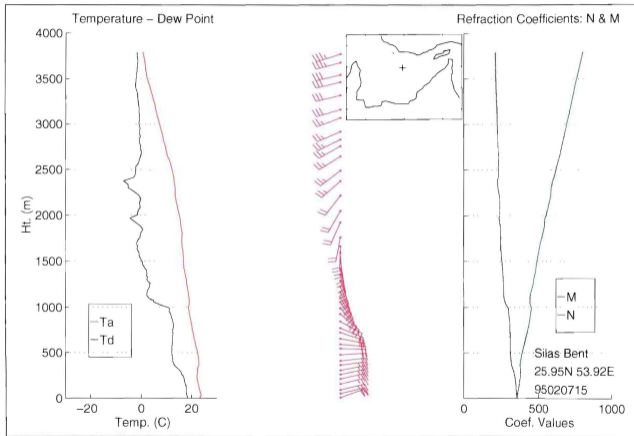 Temperature – Dew Point
Refraction Coefficients: N & M
4000
3500
3000
2500
2000
1500
1000
500
0
Ht. (m)
Ta
Td
−20
0
20
Temp. (C)
M
N
Silas Bent
25.95N 53.92E
95020715
0
500
1000
Coef. Values